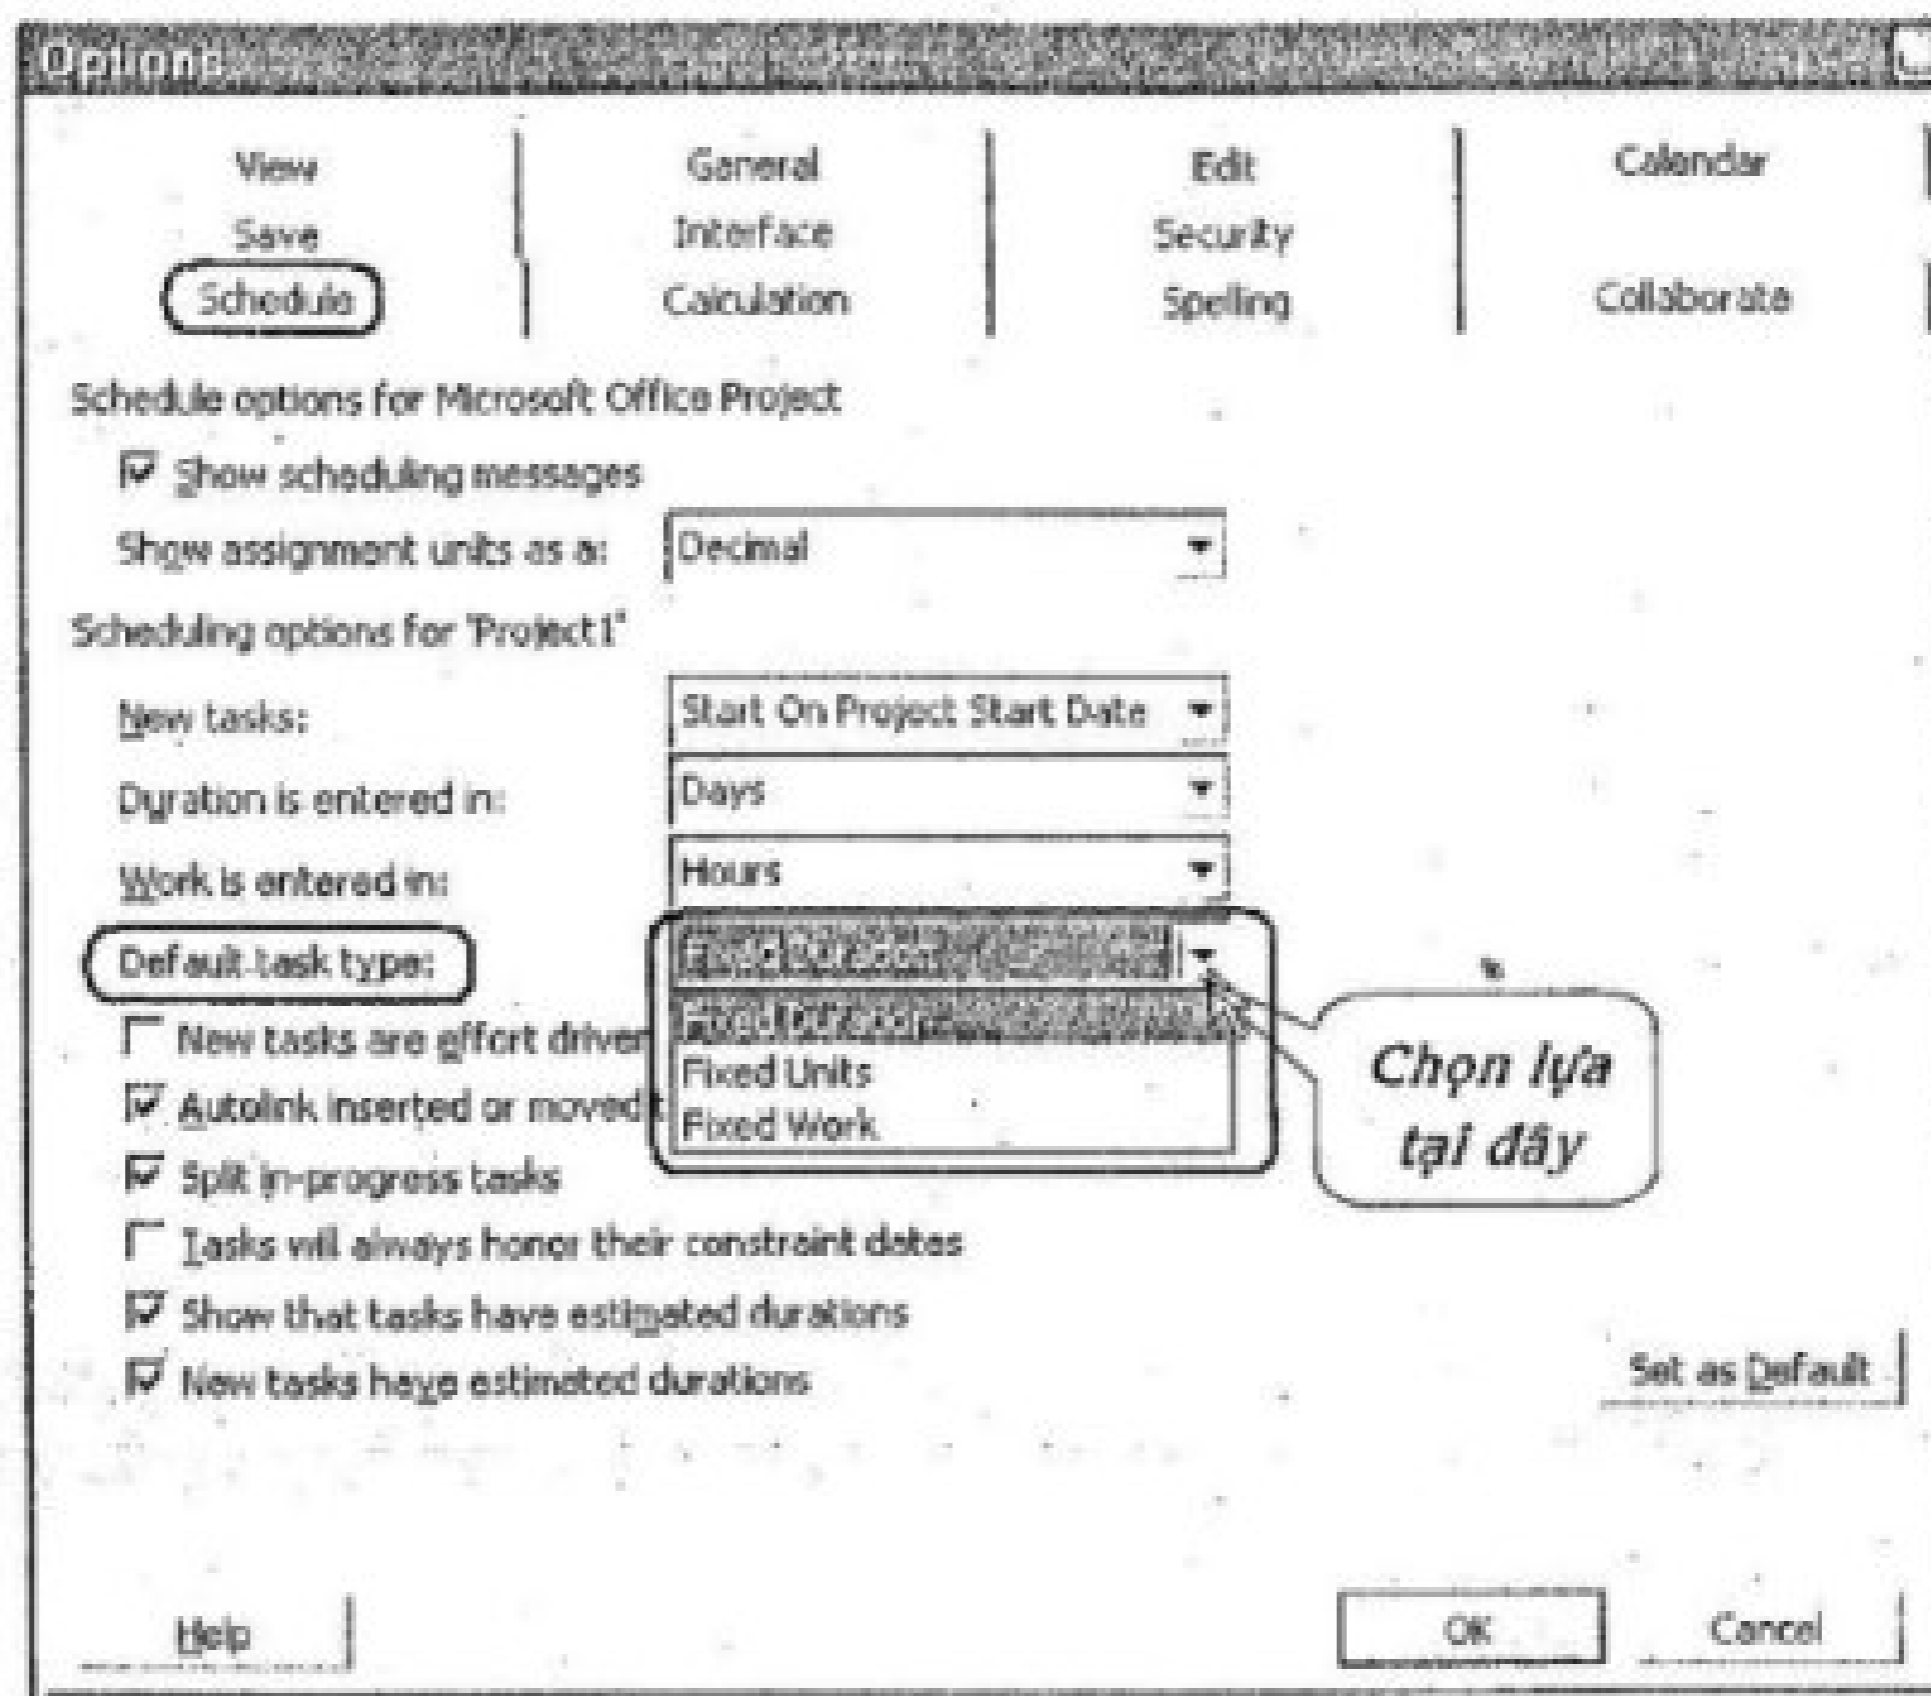 Options
View General Edit Calendar
Save Interface Security
Schedule Calculation Spelling Collaborate
Schedule options for Microsoft Office Project
Show scheduling messages
Show assignment units as a: Decimal
Scheduling options for 'Project1'
New tasks: Start On Project Start Date
Duration is entered in: Days
Work is entered in: Hours
Default task type: Fixed Duration
Fixed Duration
New tasks are effort driven
Fixed Units
Autolink inserted or moved t
Fixed Work
Chọn lựa
tại đây
Split in-progress tasks
Tasks will always honor their constraint dates
Show that tasks have estimated durations
New tasks have estimated durations
Set as Default
Help OK Cancel